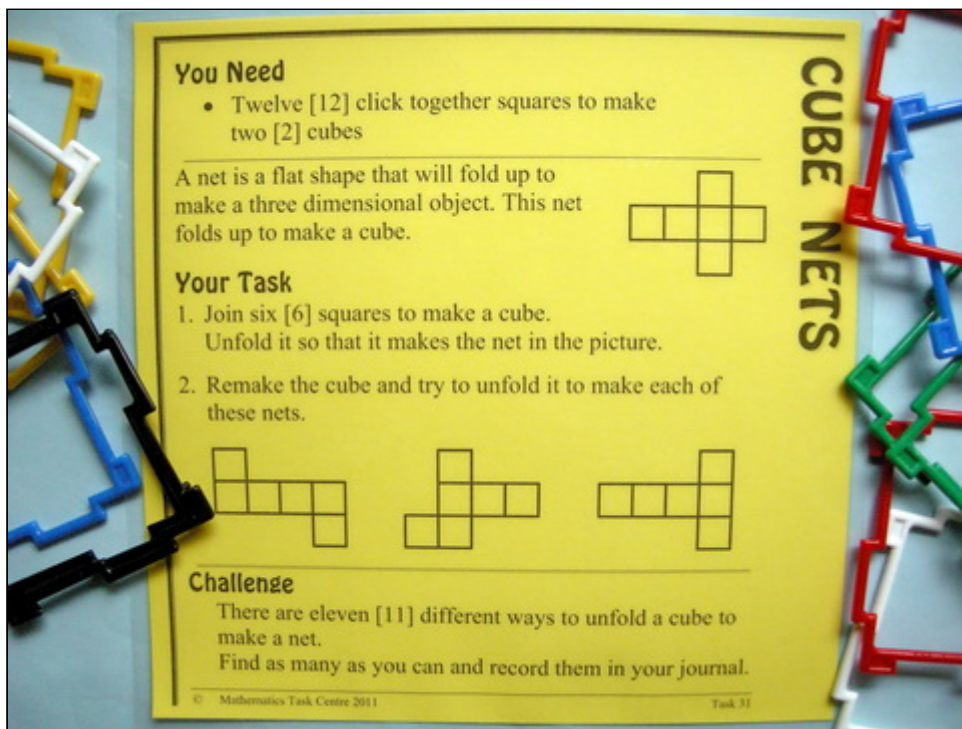 CUBE NETS
You Need
• Twelve [12] click together squares to make
two [2] cubes
A net is a flat shape that will fold up to
make a three dimensional object. This net
folds up to make a cube.
Your Task
1. Join six [6] squares to make a cube.
Unfold it so that it makes the net in the picture.
2. Remake the cube and try to unfold it to make each of
these nets.
Challenge
There are eleven [11] different ways to unfold a cube to
make a net.
Find as many as you can and record them in your journal.
© Mathematics Task Centre 2011 Task 31